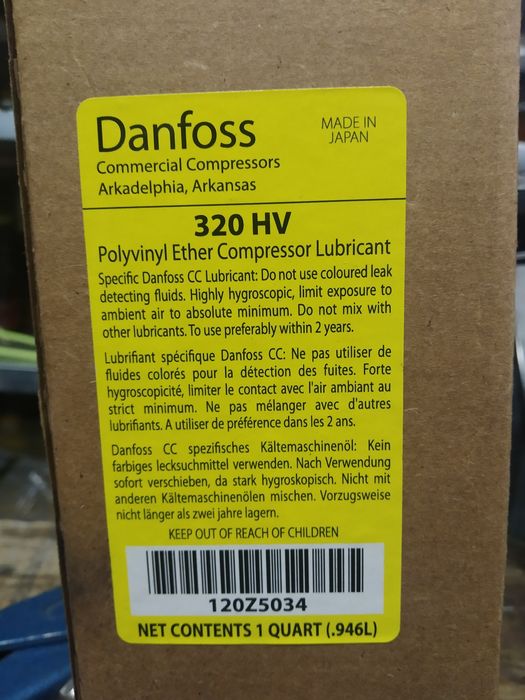 Danfoss
MADE IN
JAPAN
Commercial Compressors
Arkadelphia, Arkansas
320 HV
Polyvinyl Ether Compressor Lubricant
Specific Danfoss CC Lubricant: Do not use coloured leak
detecting fluids. Highly hygroscopic, limit exposure to
ambient air to absolute minimum. Do not mix with
other lubricants. To use preferably within 2 years.
Lubrifiant spécifique Danfoss CC: Ne pas utiliser de
fluides colorés pour la détection des fuites. Forte
hygroscopicité, limiter le contact avec l'air ambiant au
strict minimum. Ne pas mélanger avec d'autres
lubrifiants. A utiliser de préférence dans les 2 ans.
Danfoss CC spezifisches Kältemaschinenöl: Kein
farbiges lecksuchmittel verwenden. Nach Verwendung
sofort verschieben, da stark hygroskopisch. Nicht mit
anderen Kältemaschinenölen mischen. Vorzugsweise
nicht länger als zwei jahre lagern.
KEEP OUT OF REACH OF CHILDREN
120Z5034
NET CONTENTS 1 QUART (.946L)